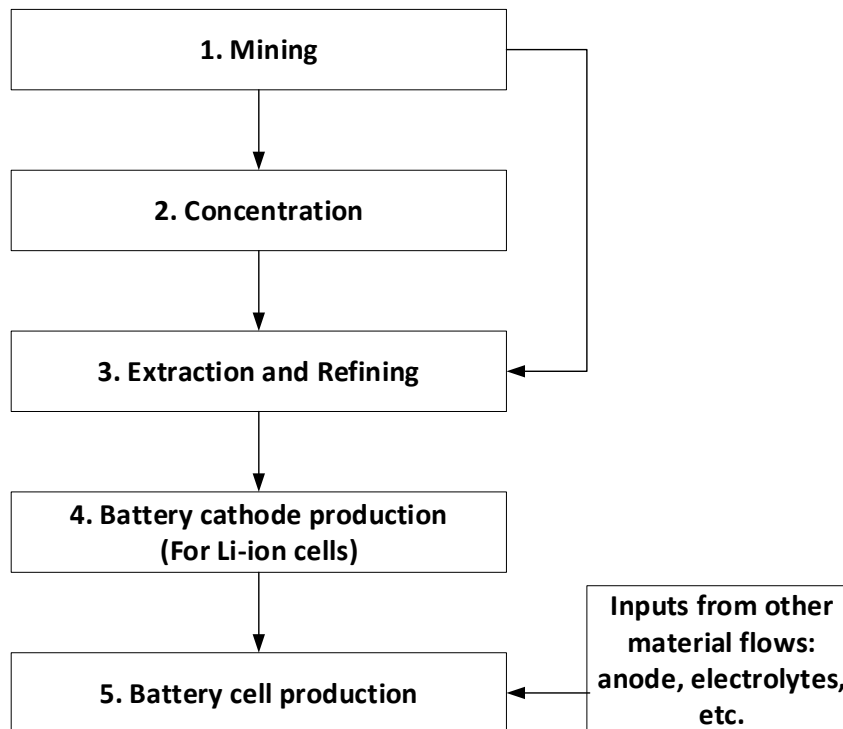 1. Mining
2. Concentration
3. Extraction and Refining
4. Battery cathode production
(For Li-ion cells)
Inputs from other
material flows:
anode, electrolytes,
etc.
5. Battery cell production